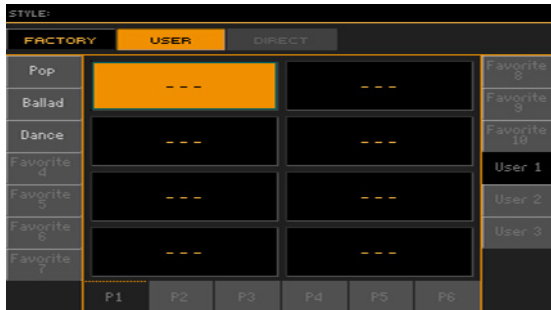 STYLE:
FACTORY USER DIRECT
Pop
Ballad
Dance
Favorite
4
Favorite
5
Favorite
6
Favorite
7
--- ---
--- ---
--- ---
--- ---
Favorite
8
Favorite
9
Favorite
10
User 1
User 2
User 3
P1 P2 P3 P4 P5 P6